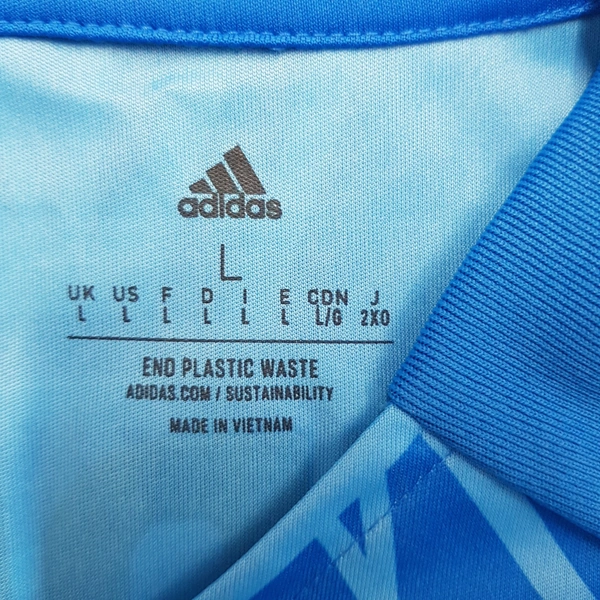 adidas
L
UK US F D I E CDN J
L L L L L L L/G 2XO
END PLASTIC WASTE
ADIDAS.COM / SUSTAINABILITY
MADE IN VIETNAM